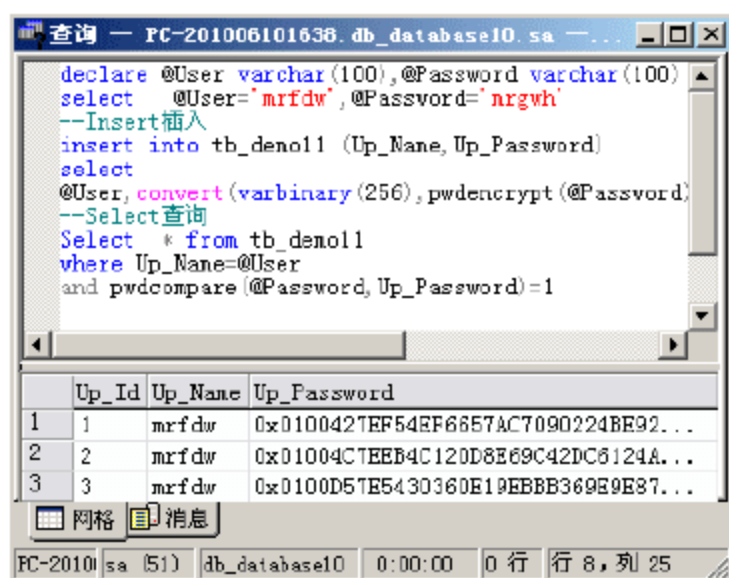 查询 — PC-201006101638.db_database10.sa —...
declare @User varchar(100),@Password varchar(100)
select @User='mrfdw',@Password='nrgwh'
--Insert插入
insert into tb_demo11 (Up_Name,Up_Password)
select
@User,convert(varbinary(256),pwdencrypt(@Password)
--Select查询
Select * from tb_demo11
where Up_Name=@User
and pwdcompare(@Password,Up_Password)=1
Up_Id Up_Name Up_Password
1 1 mrfdw 0x010042TEF54EF6657AC7090224BE92...
2 2 mrfdw 0x01004C7EEB4C120D8E69C42DC6124A...
3 3 mrfdw 0x0100D57E5430360E19EBBB369E9E87...
网格 消息
PC-2010 sa (51) db_database10 0:00:00 0 行 行 8, 列 25